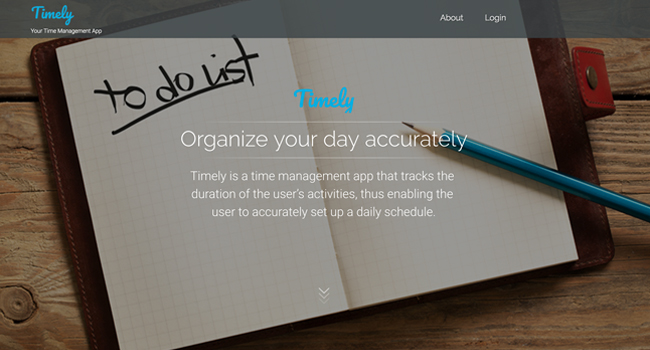 Timely
Your Time Management App
About Login
to do list
Timely
Organize your day accurately
Timely is a time management app that tracks the
duration of the user's activities, thus enabling the
user to accurately set up a daily schedule.